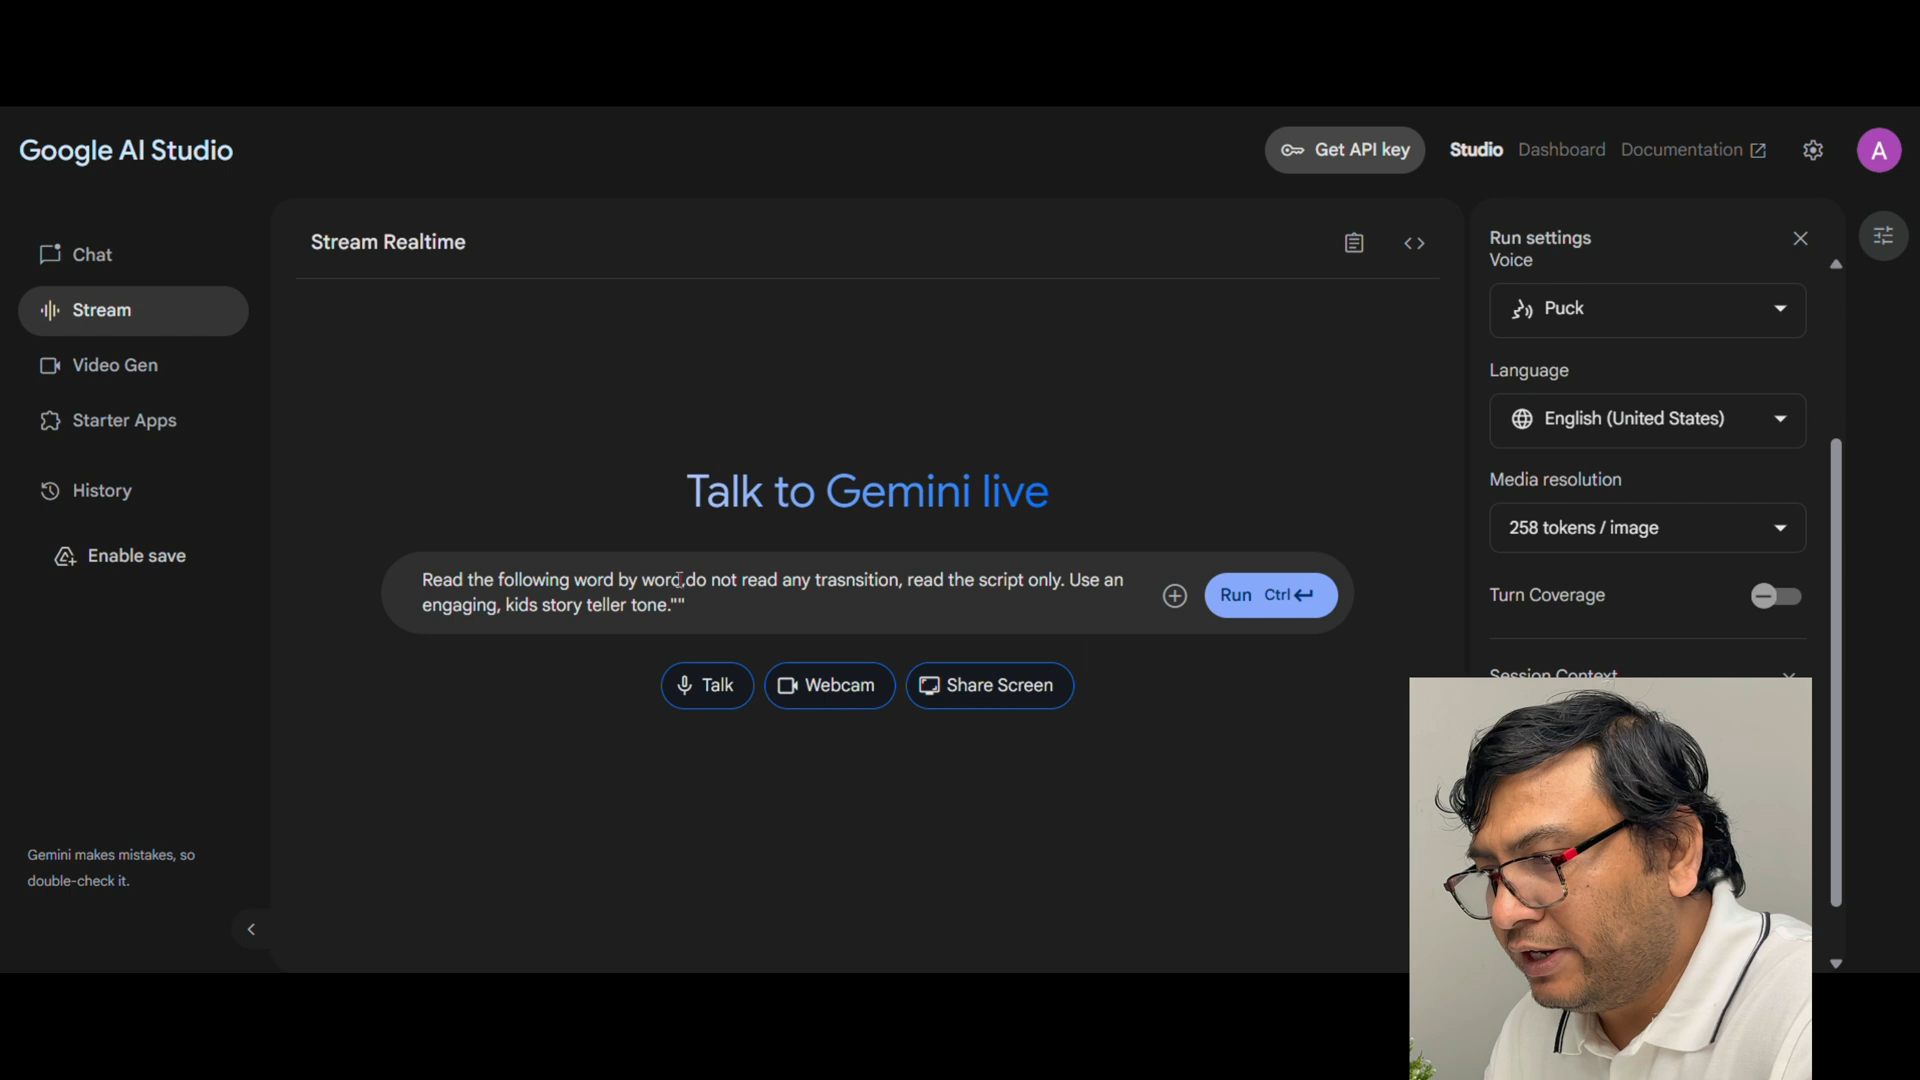 Google AI Studio
Get API key
Studio
Dashboard
Documentation
A
Chat
Stream
Video Gen
Starter Apps
History
Enable save
Gemini makes mistakes, so
double-check it.
Stream Realtime
Talk to Gemini live
Read the following word by word,do not read any trasnsition, read the script only. Use an
engaging, kids story teller tone.""
Run Ctrl
Talk
Webcam
Share Screen
Run settings
Voice
Puck
Language
English (United States)
Media resolution
258 tokens / image
Turn Coverage
Session Context